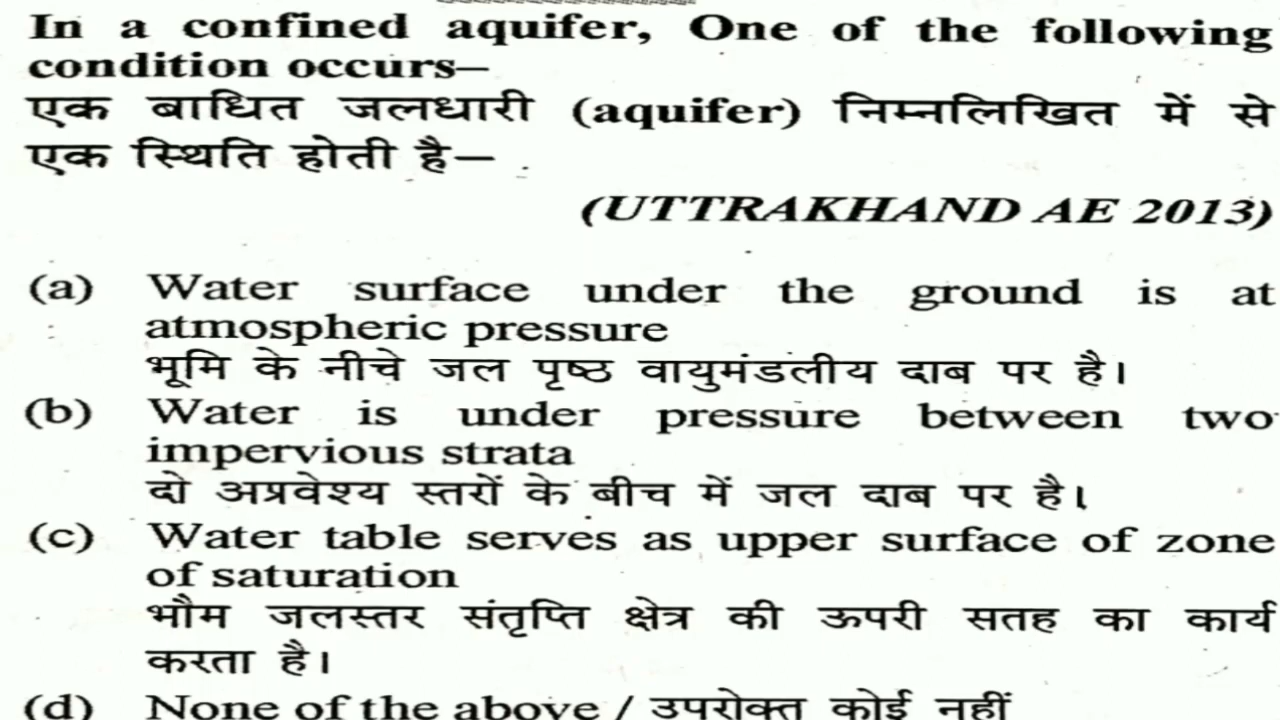 In a confined aquifer, One of the following
condition occurs–
एक बाधित जलधारी (aquifer) निम्नलिखित में से
एक स्थिति होती है–
(UTTRAKHAND AE 2013)
(a) Water surface under the ground is at
atmospheric pressure
भूमि के नीचे जल पृष्ठ वायुमंडलीय दाब पर है।
(b) Water is under pressure between two
impervious strata
दो अप्रवेश्य स्तरों के बीच में जल दाब पर है।
(c) Water table serves as upper surface of zone
of saturation
भौम जलस्तर संतृप्ति क्षेत्र की ऊपरी सतह का कार्य
करता है।
(d) None of the above / उपरोक्त कोई नहीं